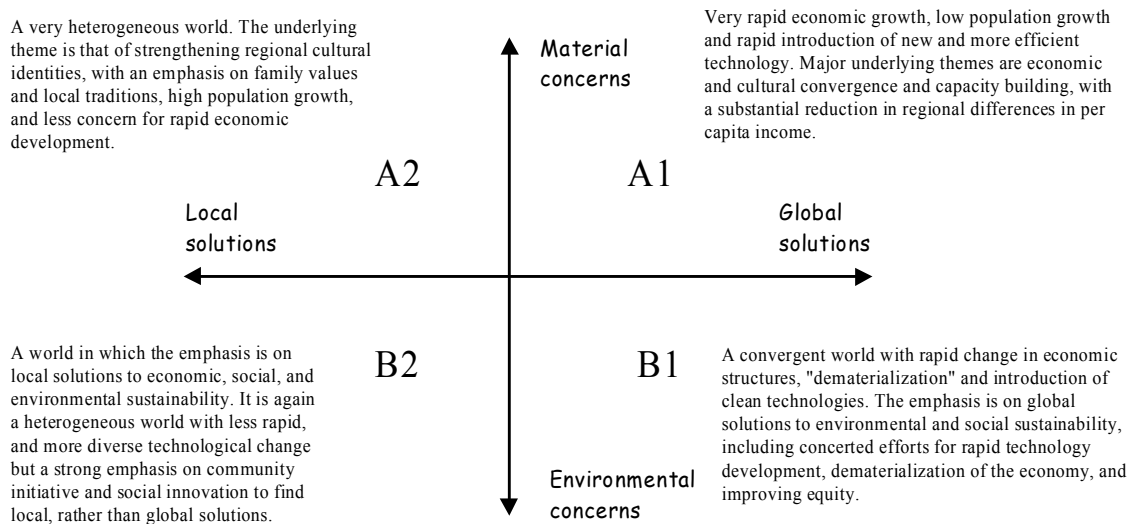 A very heterogeneous world. The underlying
theme is that of strengthening regional cultural
identities, with an emphasis on family values
and local traditions, high population growth,
and less concern for rapid economic
development.
Material
concerns
Very rapid economic growth, low population growth
and rapid introduction of new and more efficient
technology. Major underlying themes are economic
and cultural convergence and capacity building, with
a substantial reduction in regional differences in per
capita income.
A2
A1
Local
solutions
Global
solutions
A world in which the emphasis is on
local solutions to economic, social, and
environmental sustainability. It is again
a heterogeneous world with less rapid,
and more diverse technological change
but a strong emphasis on community
initiative and social innovation to find
local, rather than global solutions.
B2
B1
A convergent world with rapid change in economic
structures, "dematerialization" and introduction of
clean technologies. The emphasis is on global
solutions to environmental and social sustainability,
including concerted efforts for rapid technology
development, dematerialization of the economy, and
improving equity.
Environmental
concerns